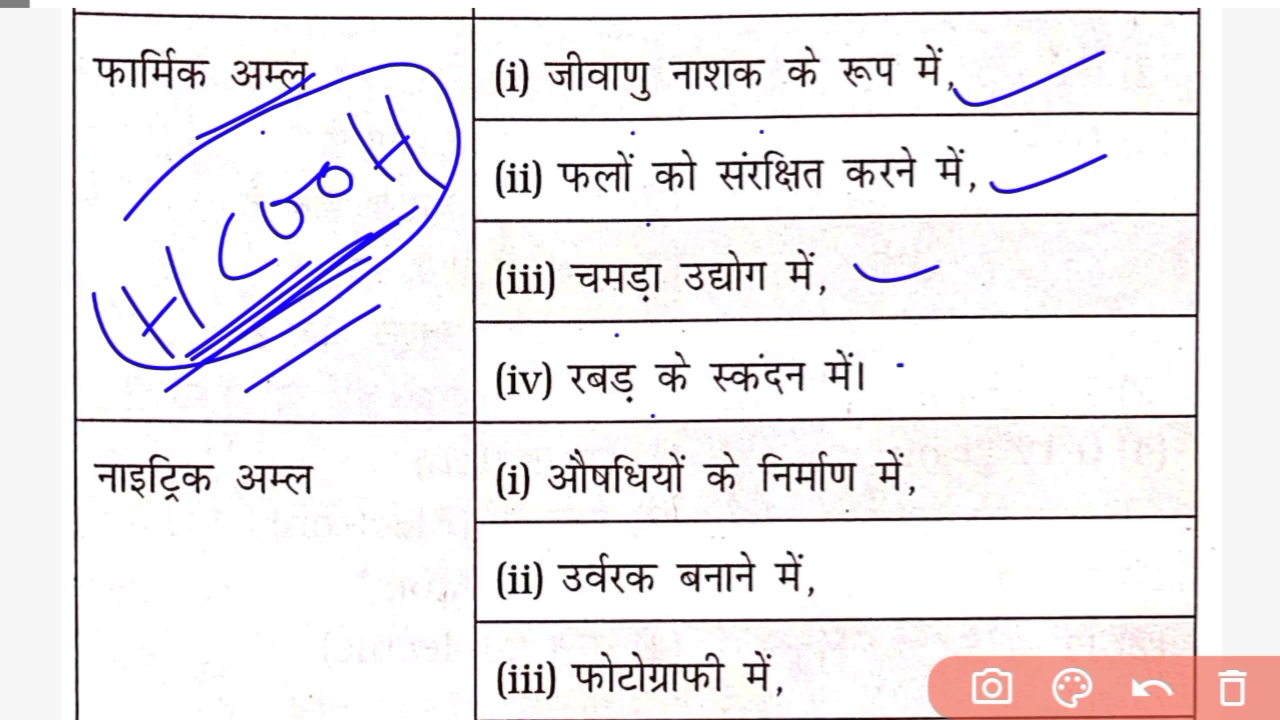 फार्मिक अम्ल
HCOOH
(i) जीवाणु नाशक के रूप में,
(ii) फलों को संरक्षित करने में,
(iii) चमड़ा उद्योग में,
(iv) रबड़ के स्कंदन में।
नाइट्रिक अम्ल
(i) औषधियों के निर्माण में,
(ii) उर्वरक बनाने में,
(iii) फोटोग्राफी में,